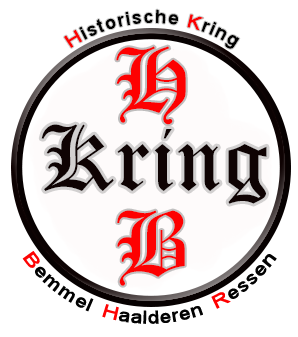 Historische Kring
H
Kring
B
Bemmel Haalderen Ressen